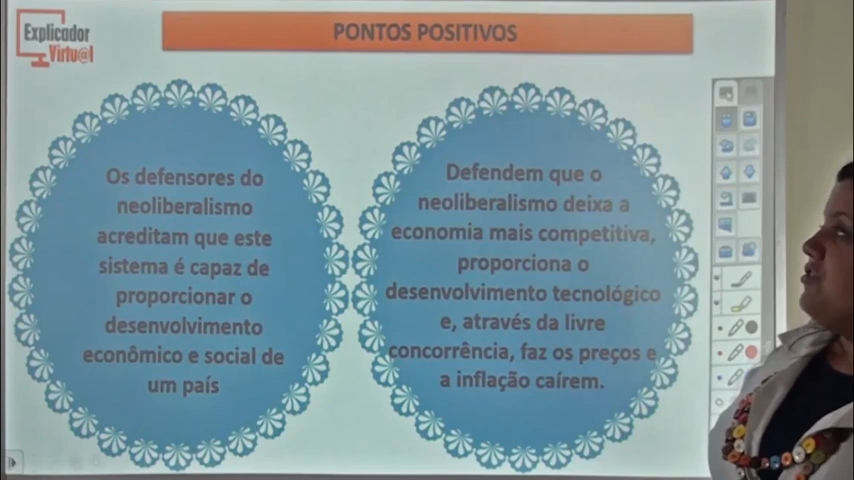 Explicador
Virtu@l
PONTOS POSITIVOS
Os defensores do
neoliberalismo
acreditam que este
sistema é capaz de
proporcionar o
desenvolvimento
econômico e social de
um país
Defendem que o
neoliberalismo deixa a
economia mais competitiva,
proporciona o
desenvolvimento tecnológico
e, através da livre
concorrência, faz os preços e
a inflação caírem.